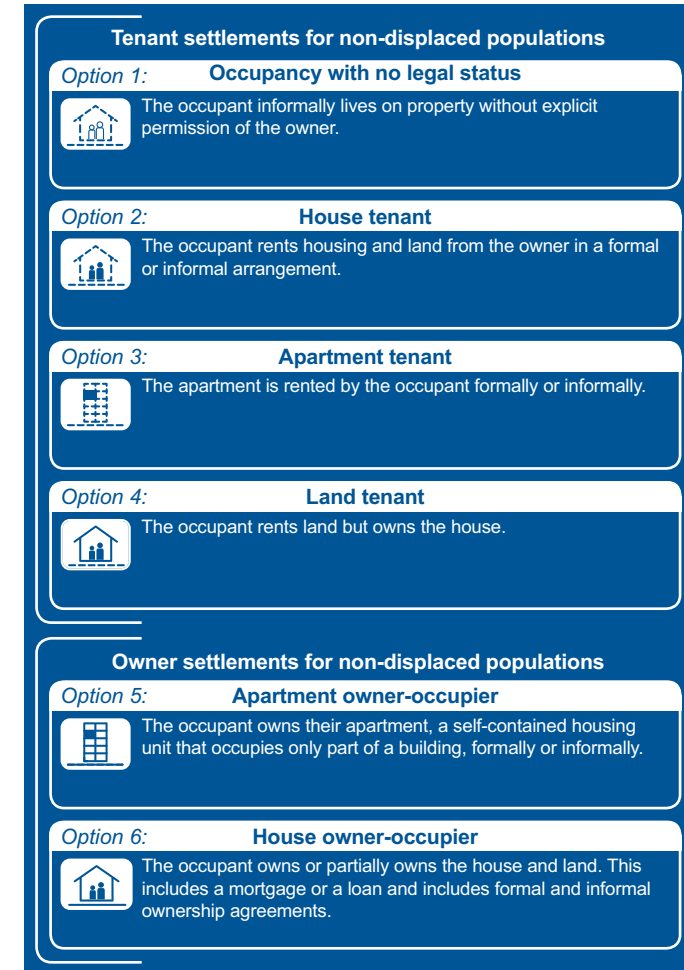 Tenant settlements for non-displaced populations
Option 1: Occupancy with no legal status
The occupant informally lives on property without explicit
permission of the owner.
Option 2: House tenant
The occupant rents housing and land from the owner in a formal
or informal arrangement.
Option 3: Apartment tenant
The apartment is rented by the occupant formally or informally.
Option 4: Land tenant
The occupant rents land but owns the house.
Owner settlements for non-displaced populations
Option 5: Apartment owner-occupier
The occupant owns their apartment, a self-contained housing
unit that occupies only part of a building, formally or informally.
Option 6: House owner-occupier
The occupant owns or partially owns the house and land. This
includes a mortgage or a loan and includes formal and informal
ownership agreements.